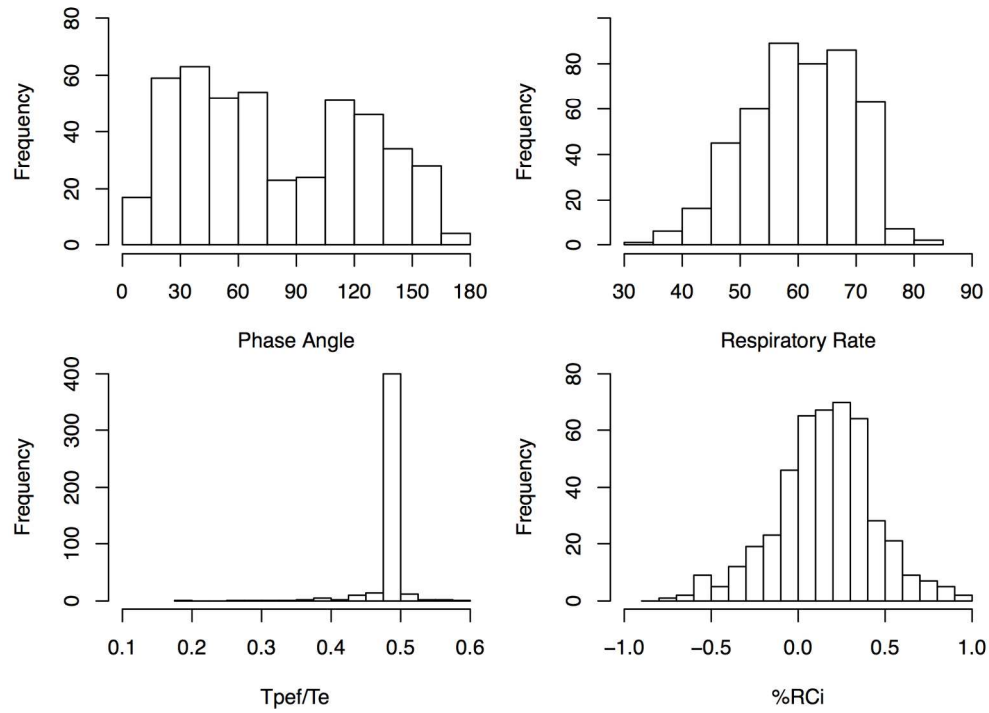 Frequency
0 20 40 60 80
0 30 60 90 120 150 180
Phase Angle
Frequency
0 20 40 60 80
30 40 50 60 70 80 90
Respiratory Rate
Frequency
0 100 200 300 400
0.1 0.2 0.3 0.4 0.5 0.6
Tpef/Te
Frequency
0 20 40 60 80
−1.0 −0.5 0.0 0.5 1.0
%RCi